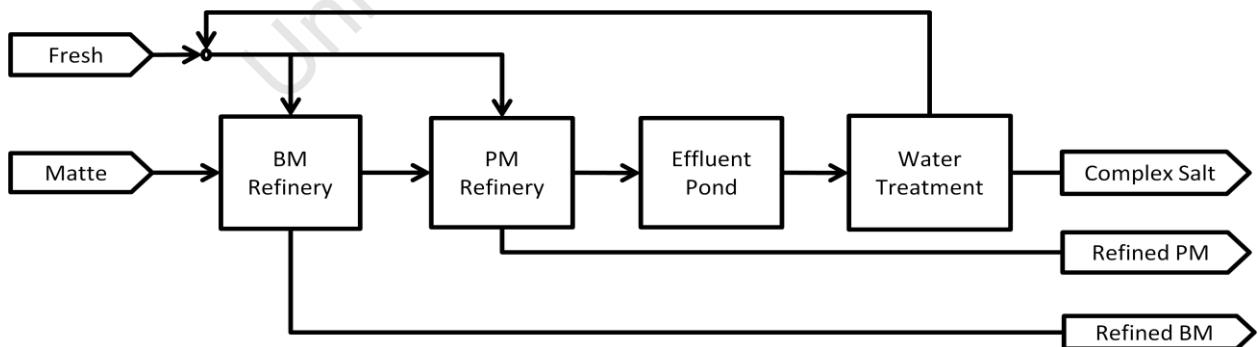 Fresh
BM
Refinery
PM
Refinery
Effluent
Pond
Water
Treatment
Matte
Complex Salt
Refined PM
Refined BM